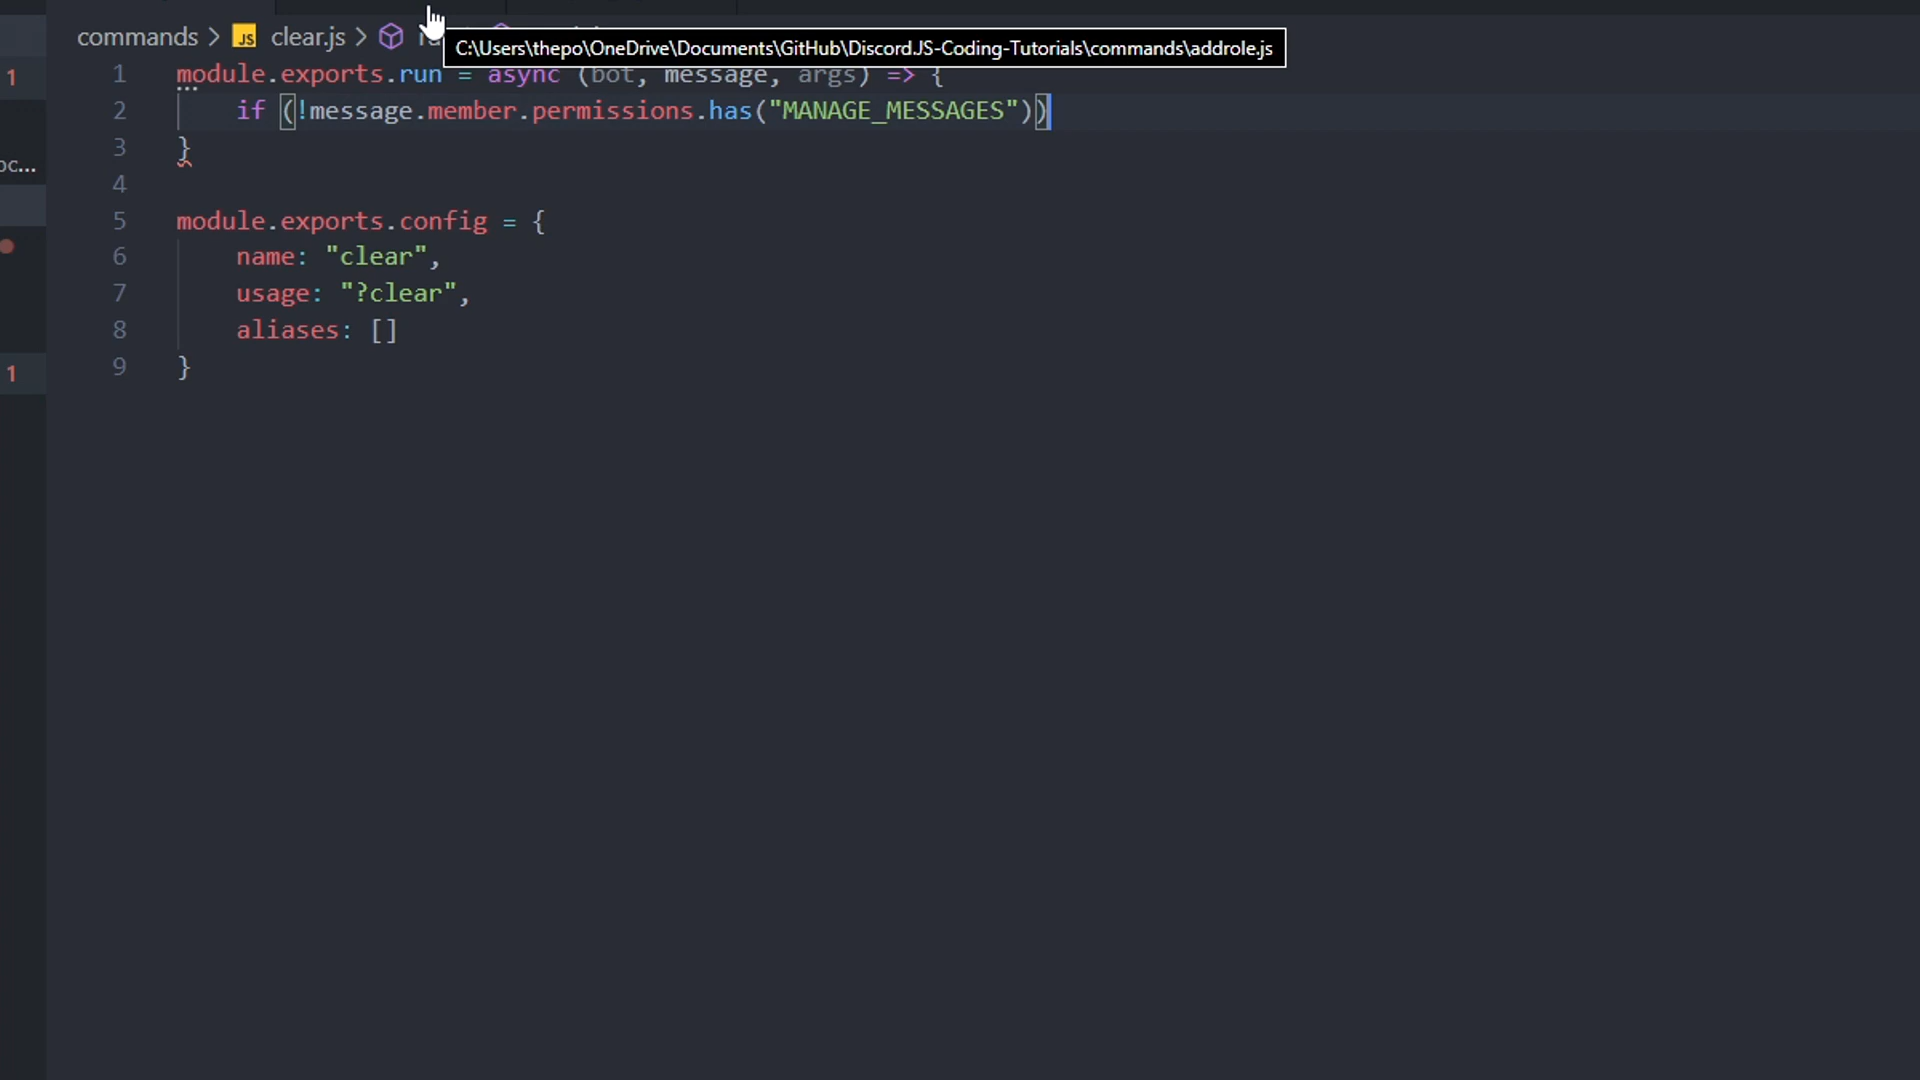 commands > JS clear.js >
C:\Users\thepo\OneDrive\Documents\GitHub\Discord.JS-Coding-Tutorials\commands\addrole.js
1
1 module.exports.run = async (bot, message, args) => {
2 if (!message.member.permissions.has("MANAGE_MESSAGES"))
3 }
oc...
4
5 module.exports.config = {
6 name: "clear",
7 usage: "?clear",
8 aliases: []
9 }
1